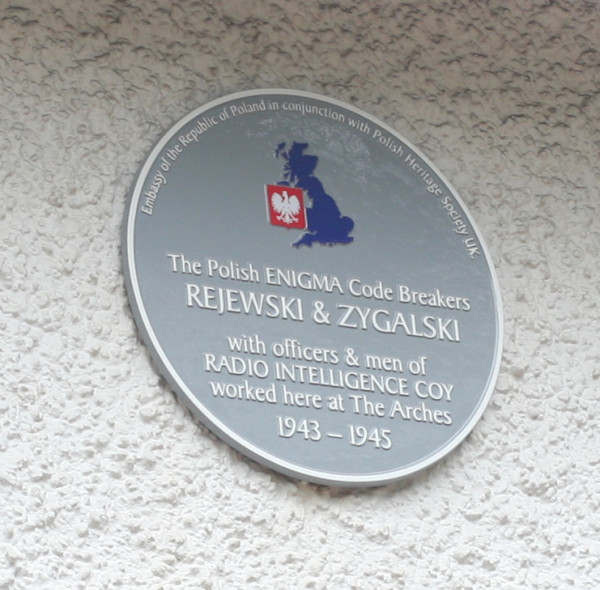 Embassy of the Republic of Poland in conjunction with Polish Heritage Society UK.
The Polish ENIGMA Code Breakers
REJEWSKI & ZYGALSKI
with officers & men of
RADIO INTELLIGENCE COY
worked here at The Arches
1943 – 1945